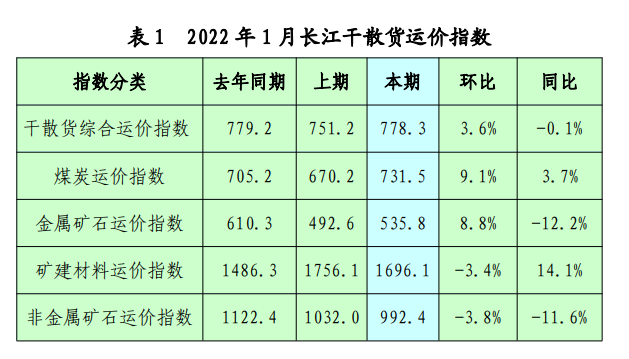 表1 2022年1月长江干散货运价指数
指数分类 去年同期 上期 本期 环比 同比
干散货综合运价指数 779.2 751.2 778.3 3.6% -0.1%
煤炭运价指数 705.2 670.2 731.5 9.1% 3.7%
金属矿石运价指数 610.3 492.6 535.8 8.8% -12.2%
矿建材料运价指数 1486.3 1756.1 1696.1 -3.4% 14.1%
非金属矿石运价指数 1122.4 1032.0 992.4 -3.8% -11.6%